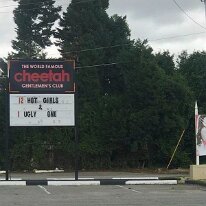 THE WORLD FAMOUS
cheetah
GENTLEMEN'S CLUB
12 HOT GIRLS
&
1 UGLY ONE